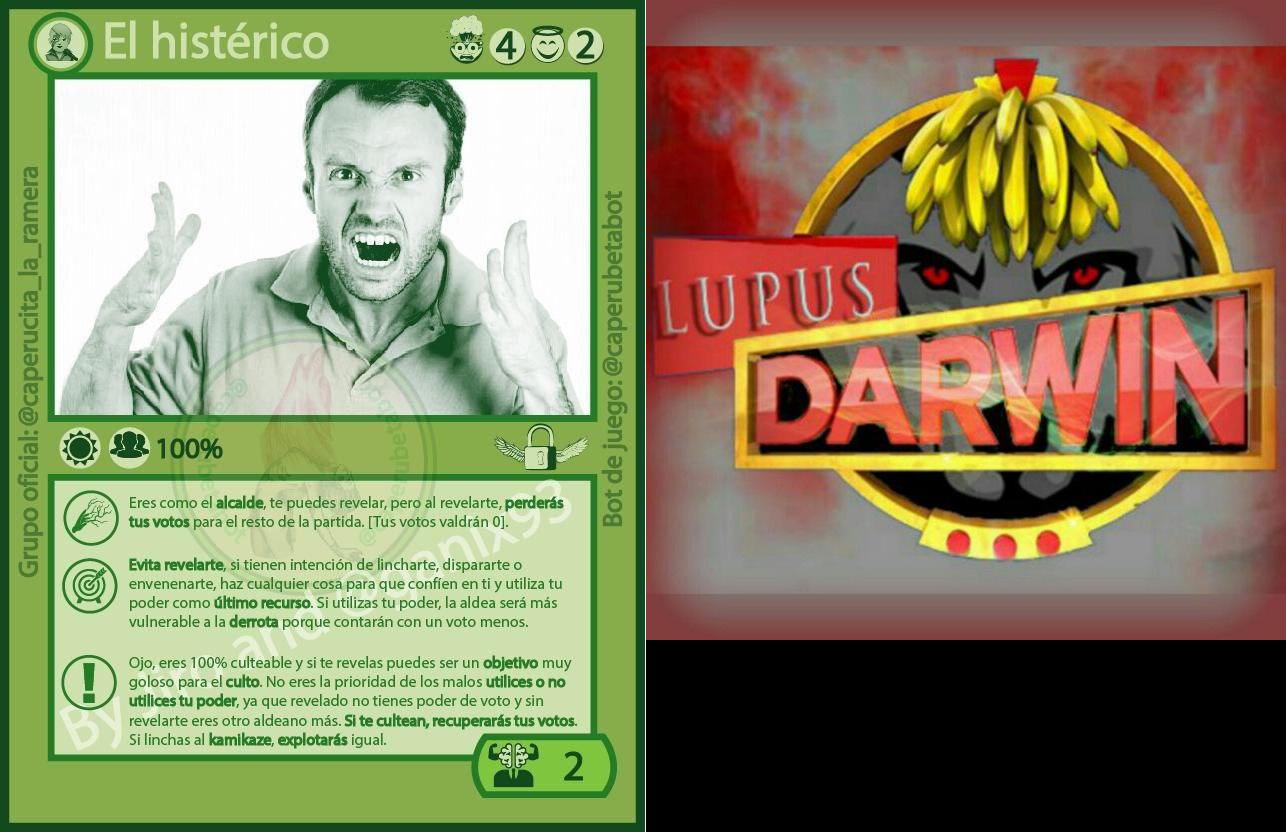 El histérico
4
2
Grupo oficial: @caperucita_la_ramera
Bot de juego: @caperubetabot
100%
Eres como el alcalde, te puedes revelar, pero al revelarte, perderás
tus votos para el resto de la partida. [Tus votos valdrán 0].
Evita revelarte, si tienen intención de lincharte, dispararte o
envenenarte, haz cualquier cosa para que confíen en ti y utiliza tu
poder como último recurso. Si utilizas tu poder, la aldea será más
vulnerable a la derrota porque contarán con un voto menos.
Ojo, eres 100% culteable y si te revelas puedes ser un objetivo muy
goloso para el culto. No eres la prioridad de los malos utilices o no
utilices tu poder, ya que revelado no tienes poder de voto y sin
revelarte eres otro aldeano más. Si te cultean, recuperarás tus votos.
Si linchas al kamikaze, explotarás igual.
2
LUPUS
DARWIN